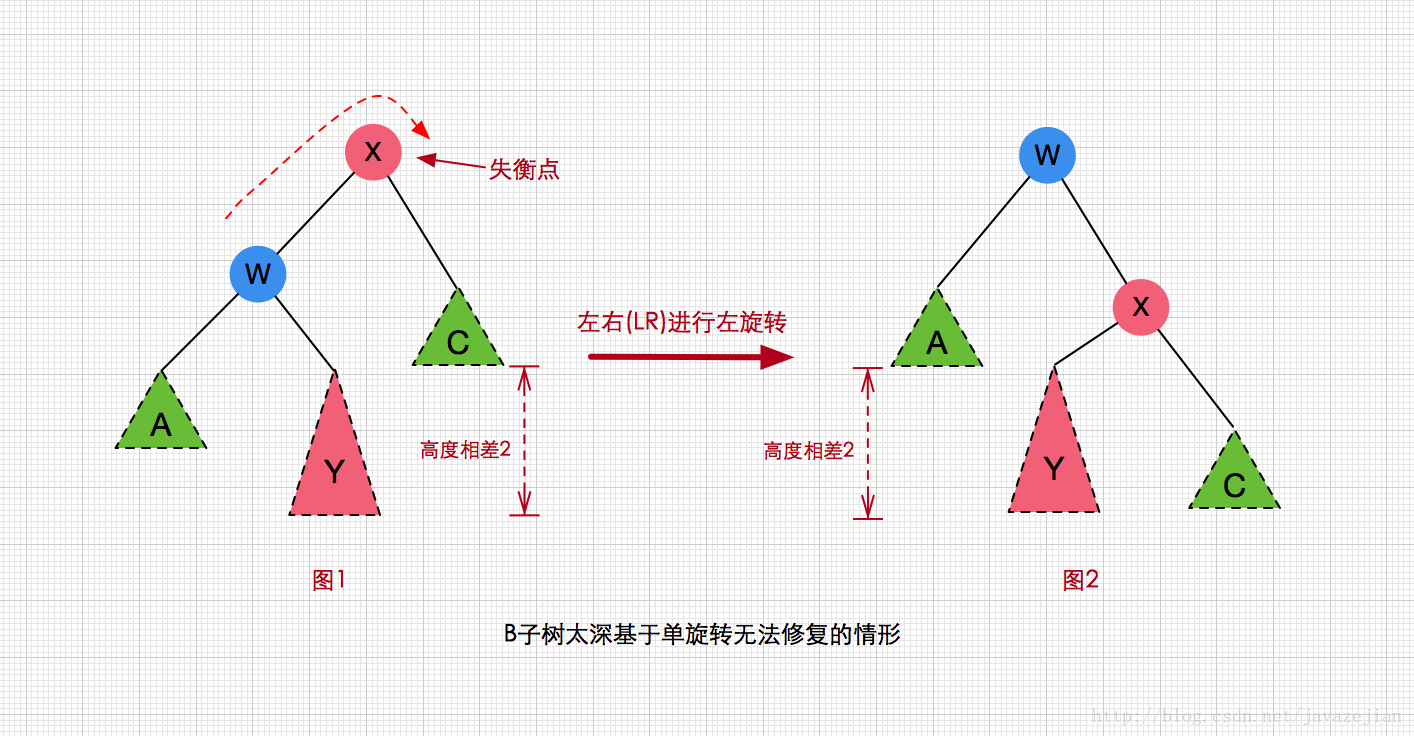 X
失衡点
W
C
A
Y
高度相差2
图1
左右(LR)进行左旋转
W
A
X
高度相差2
Y
C
图2
B子树太深基于单旋转无法修复的情形
http://blog.csdn.net/javazejian